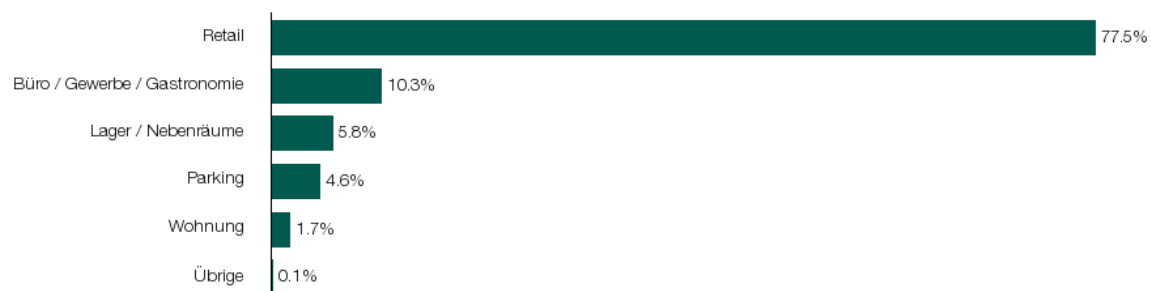 Retail 77.5%
Büro / Gewerbe / Gastronomie 10.3%
Lager / Nebenräume 5.8%
Parking 4.6%
Wohnung 1.7%
Übrige 0.1%